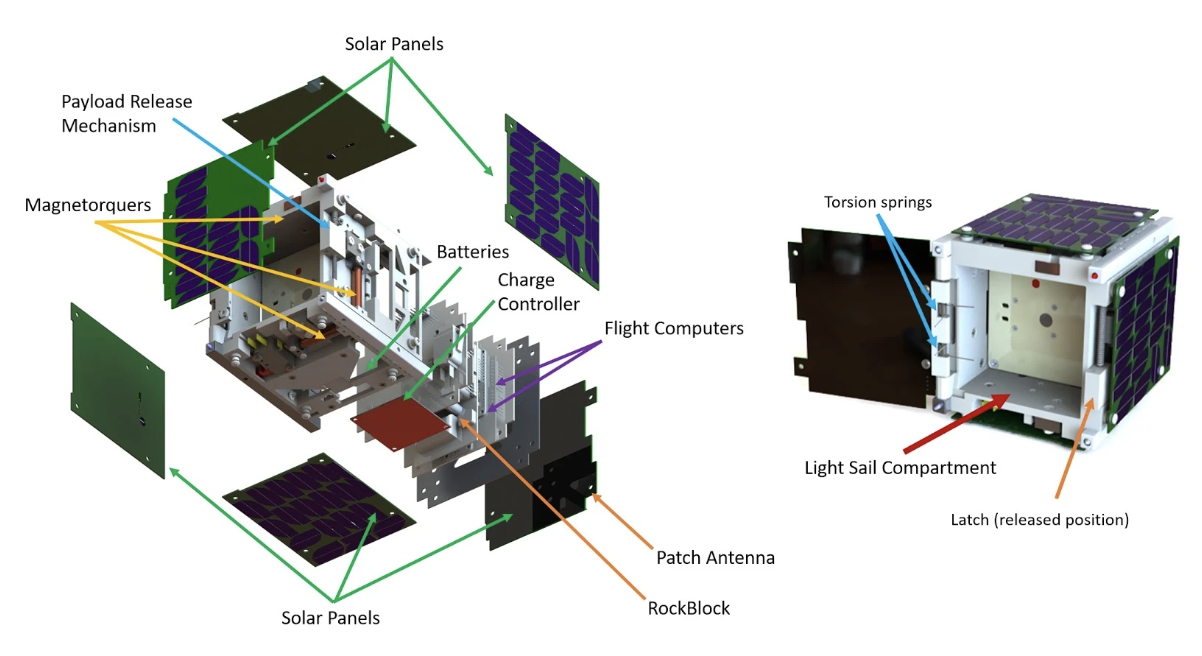 Solar Panels
Payload Release
Mechanism
Magnetorquers
Batteries
Charge
Controller
Flight Computers
Patch Antenna
RockBlock
Solar Panels
Torsion springs
Light Sail Compartment
Latch (released position)